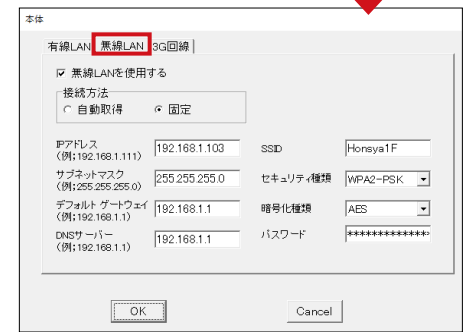 本体
有線LAN 無線LAN 3G回線
無線LANを使用する
接続方法
自動取得 固定
IPアドレス
(例;192.168.1.111)
192.168.1.103
SSID
Honsya1F
サブネットマスク
(例;255.255.255.0)
255.255.255.0
セキュリティ種類
WPA2-PSK
デフォルト ゲートウェイ
(例;192.168.1.1)
192.168.1.1
暗号化種類
AES
DNSサーバー
(例;192.168.1.1)
192.168.1.1
パスワード
**************
OK
Cancel